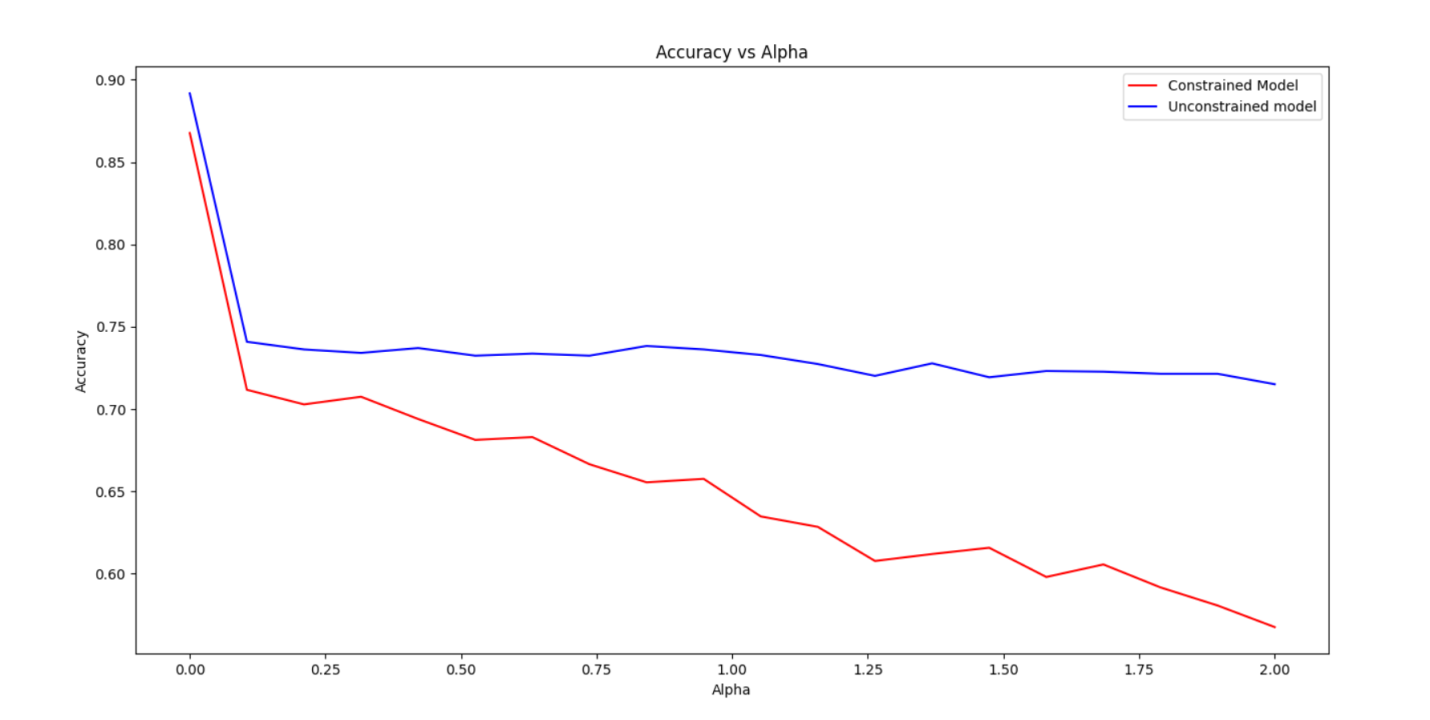 Accuracy vs Alpha
Constrained Model
Unconstrained model
0.90
0.85
0.80
0.75
0.70
0.65
0.60
Accuracy
0.00 0.25 0.50 0.75 1.00 1.25 1.50 1.75 2.00
Alpha